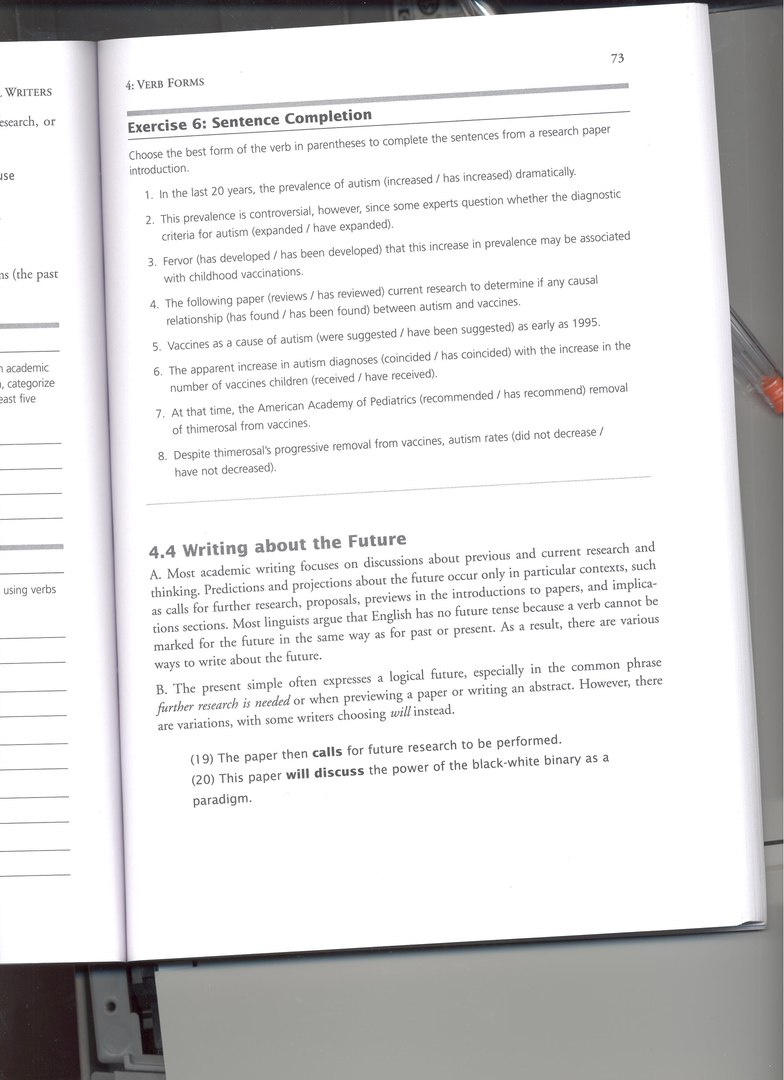 . WRITERS
esearch, or
use
ns (the past
n academic
, categorize
east five
using verbs
4: VERB FORMS
73
Exercise 6: Sentence Completion
Choose the best form of the verb in parentheses to complete the sentences from a research paper
introduction.
1. In the last 20 years, the prevalence of autism (increased / has increased) dramatically.
2. This prevalence is controversial, however, since some experts question whether the diagnostic
criteria for autism (expanded / have expanded).
3. Fervor (has developed / has been developed) that this increase in prevalence may be associated
with childhood vaccinations.
4. The following paper (reviews / has reviewed) current research to determine if any causal
relationship (has found / has been found) between autism and vaccines.
5. Vaccines as a cause of autism (were suggested / have been suggested) as early as 1995.
6. The apparent increase in autism diagnoses (coincided / has coincided) with the increase in the
number of vaccines children (received / have received).
7. At that time, the American Academy of Pediatrics (recommended / has recommend) removal
of thimerosal from vaccines.
8. Despite thimerosal's progressive removal from vaccines, autism rates (did not decrease /
have not decreased).
4.4 Writing about the Future
A. Most academic writing focuses on discussions about previous and current research and
thinking. Predictions and projections about the future occur only in particular contexts, such
as calls for further research, proposals, previews in the introductions to papers, and implica-
tions sections. Most linguists argue that English has no future tense because a verb cannot be
marked for the future in the same way as for past or present. As a result, there are various
ways to write about the future.
B. The present simple often expresses a logical future, especially in the common phrase
further research is needed or when previewing a paper or writing an abstract. However, there
are variations, with some writers choosing will instead.
(19) The paper then calls for future research to be performed.
(20) This paper will discuss the power of the black-white binary as a
paradigm.